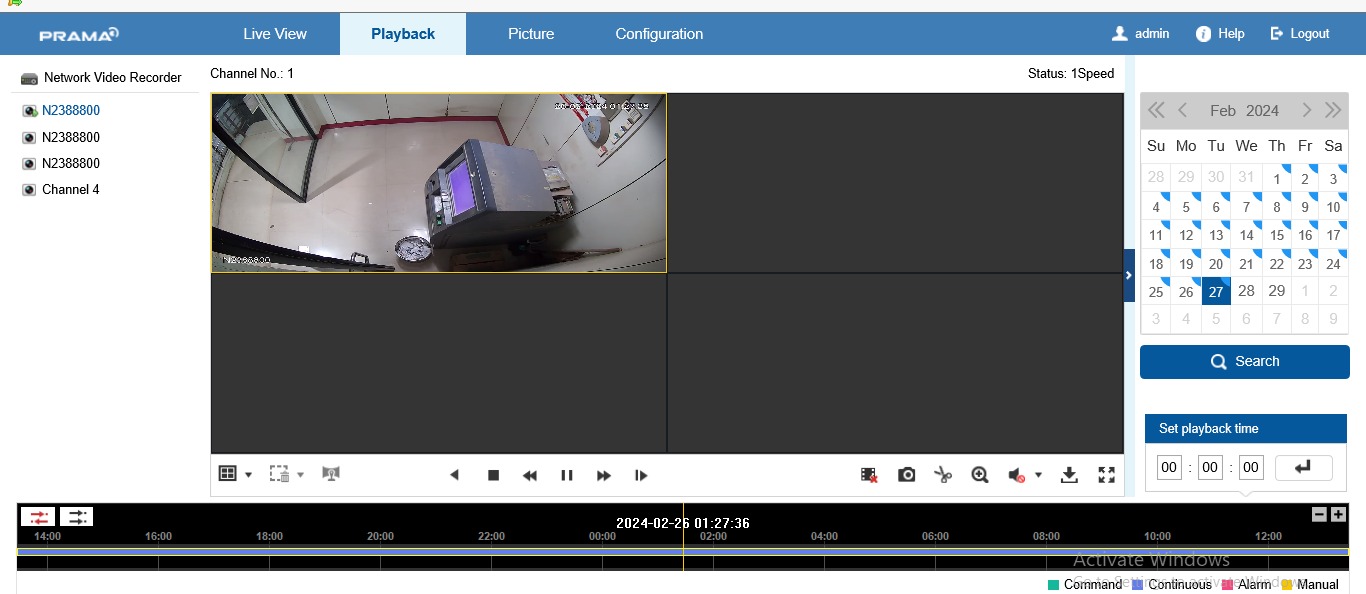 PRAMA
Live View
Playback
Picture
Configuration
admin
Help
Logout
Network Video Recorder
N2388800
N2388800
N2388800
Channel 4
Channel No.: 1
Status: 1Speed
N2388800
Feb 2024
Su Mo Tu We Th Fr Sa
28 29 30 31 1 2 3
4 5 6 7 8 9 10
11 12 13 14 15 16 17
18 19 20 21 22 23 24
25 26 27 28 29 1 2
3 4 5 6 7 8 9
Search
Set playback time
00 : 00 : 00
2024-02-26 01:27:36
14:00 16:00 18:00 20:00 22:00 00:00 02:00 04:00 06:00 08:00 10:00 12:00
Activate Windows
Go to Settings to activate Windows.
Command Continuous Alarm Manual